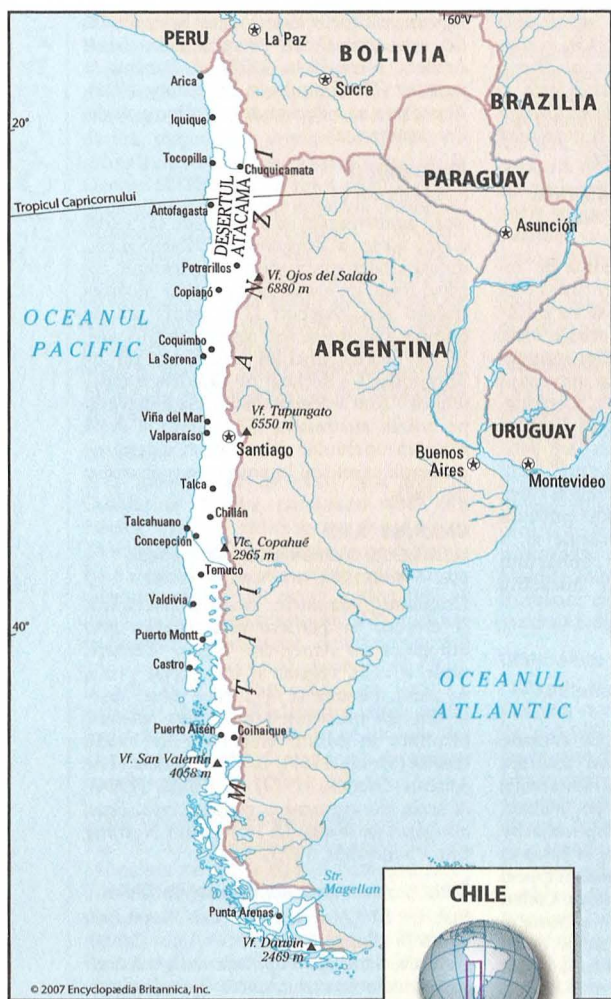 60°V
PERU
La Paz
BOLIVIA
Arica
Sucre
BRAZILIA
20°
Iquique
Tocopilla
Chuquicamata
PARAGUAY
Tropicul Capricornului
Antofagasta
DEȘERTUL
ATACAMA
Asunción
Potrerillos
Vf. Ojos del Salado
6880 m
Copiapó
OCEANUL
PACIFIC
Coquimbo
La Serena
ARGENTINA
Viña del Mar
Vf. Tupungato
6550 m
Valparaíso
Santiago
URUGUAY
Buenos
Aires
Montevideo
Talca
Chillán
Talcahuano
Concepción
Vlc. Copahué
2965 m
Temuco
Valdivia
40°
Puerto Montt
Castro
OCEANUL
ATLANTIC
Puerto Aisén
Coihaique
Vf. San Valentín
4058 m
MȚII ANZI
Str.
Magellan
CHILE
Punta Arenas
Vf. Darwin
2469 m
© 2007 Encyclopædia Britannica, Inc.